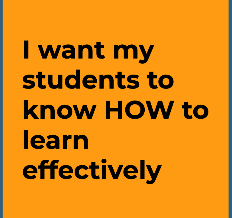 I want my
students to
know HOW to
learn
effectively